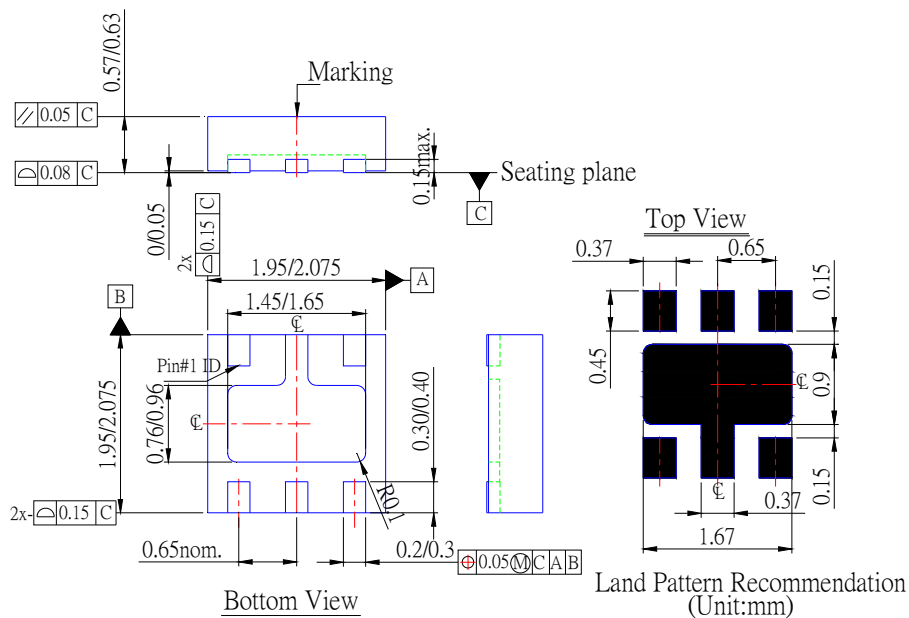 0.57/0.63
Marking
// 0.05 C
⌓ 0.08 C
0.15max.
Seating plane
C
0/0.05
2x ⌓ 0.15 C
1.95/2.075
A
B
1.45/1.65
℄
Pin#1 ID
1.95/2.075
0.76/0.96
℄
0.30/0.40
R0.1
2x-⌓ 0.15 C
0.65nom.
0.2/0.3
⌖ 0.05 Ⓜ C A B
Bottom View
Top View
0.37
0.65
0.15
0.45
℄
0.9
℄
0.37
0.15
1.67
Land Pattern Recommendation
(Unit:mm)